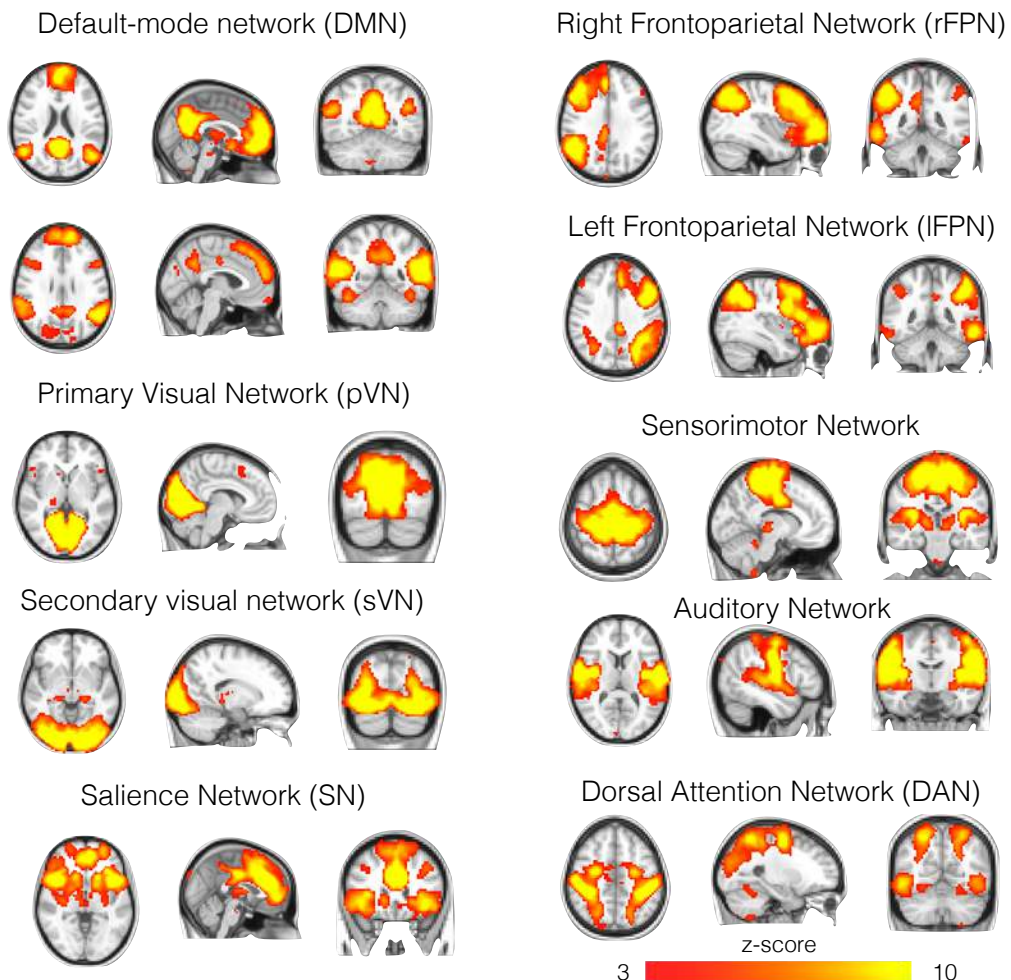 Default-mode network (DMN)
Primary Visual Network (pVN)
Secondary visual network (sVN)
Salience Network (SN)
Right Frontoparietal Network (rFPN)
Left Frontoparietal Network (lFPN)
Sensorimotor Network
Auditory Network
Dorsal Attention Network (DAN)
z-score
3 10